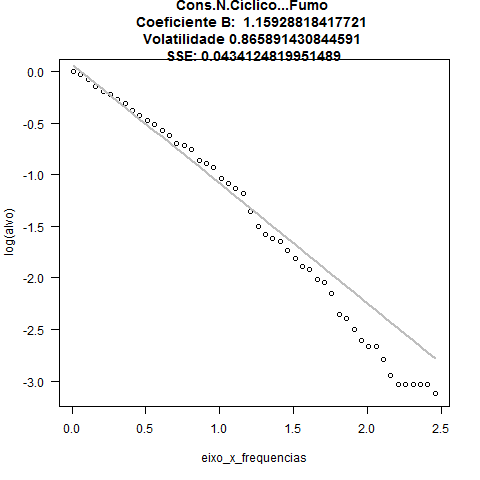 Cons.N.Ciclico...Fumo
Coeficiente B:  1.15928818417721
Volatilidade 0.865891430844591
SSE: 0.0434124819951489
0.0
-0.5
-1.0
-1.5
-2.0
-2.5
-3.0
log(alvo)
0.0 0.5 1.0 1.5 2.0 2.5
eixo_x_frequencias